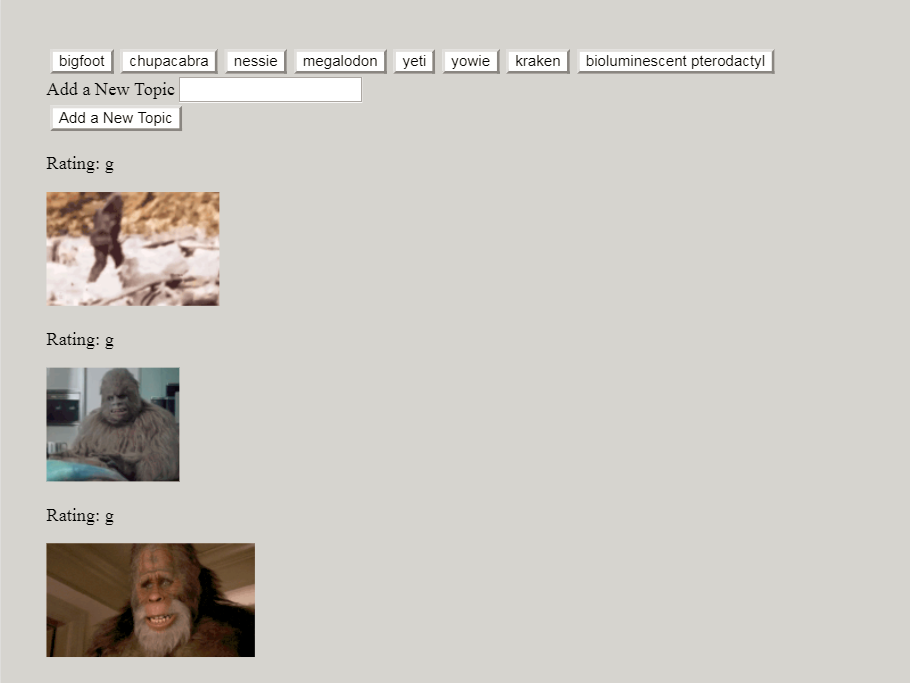 bigfoot chupacabra nessie megalodon yeti yowie kraken bioluminescent pterodactyl
Add a New Topic
Add a New Topic
Rating: g
Rating: g
Rating: g